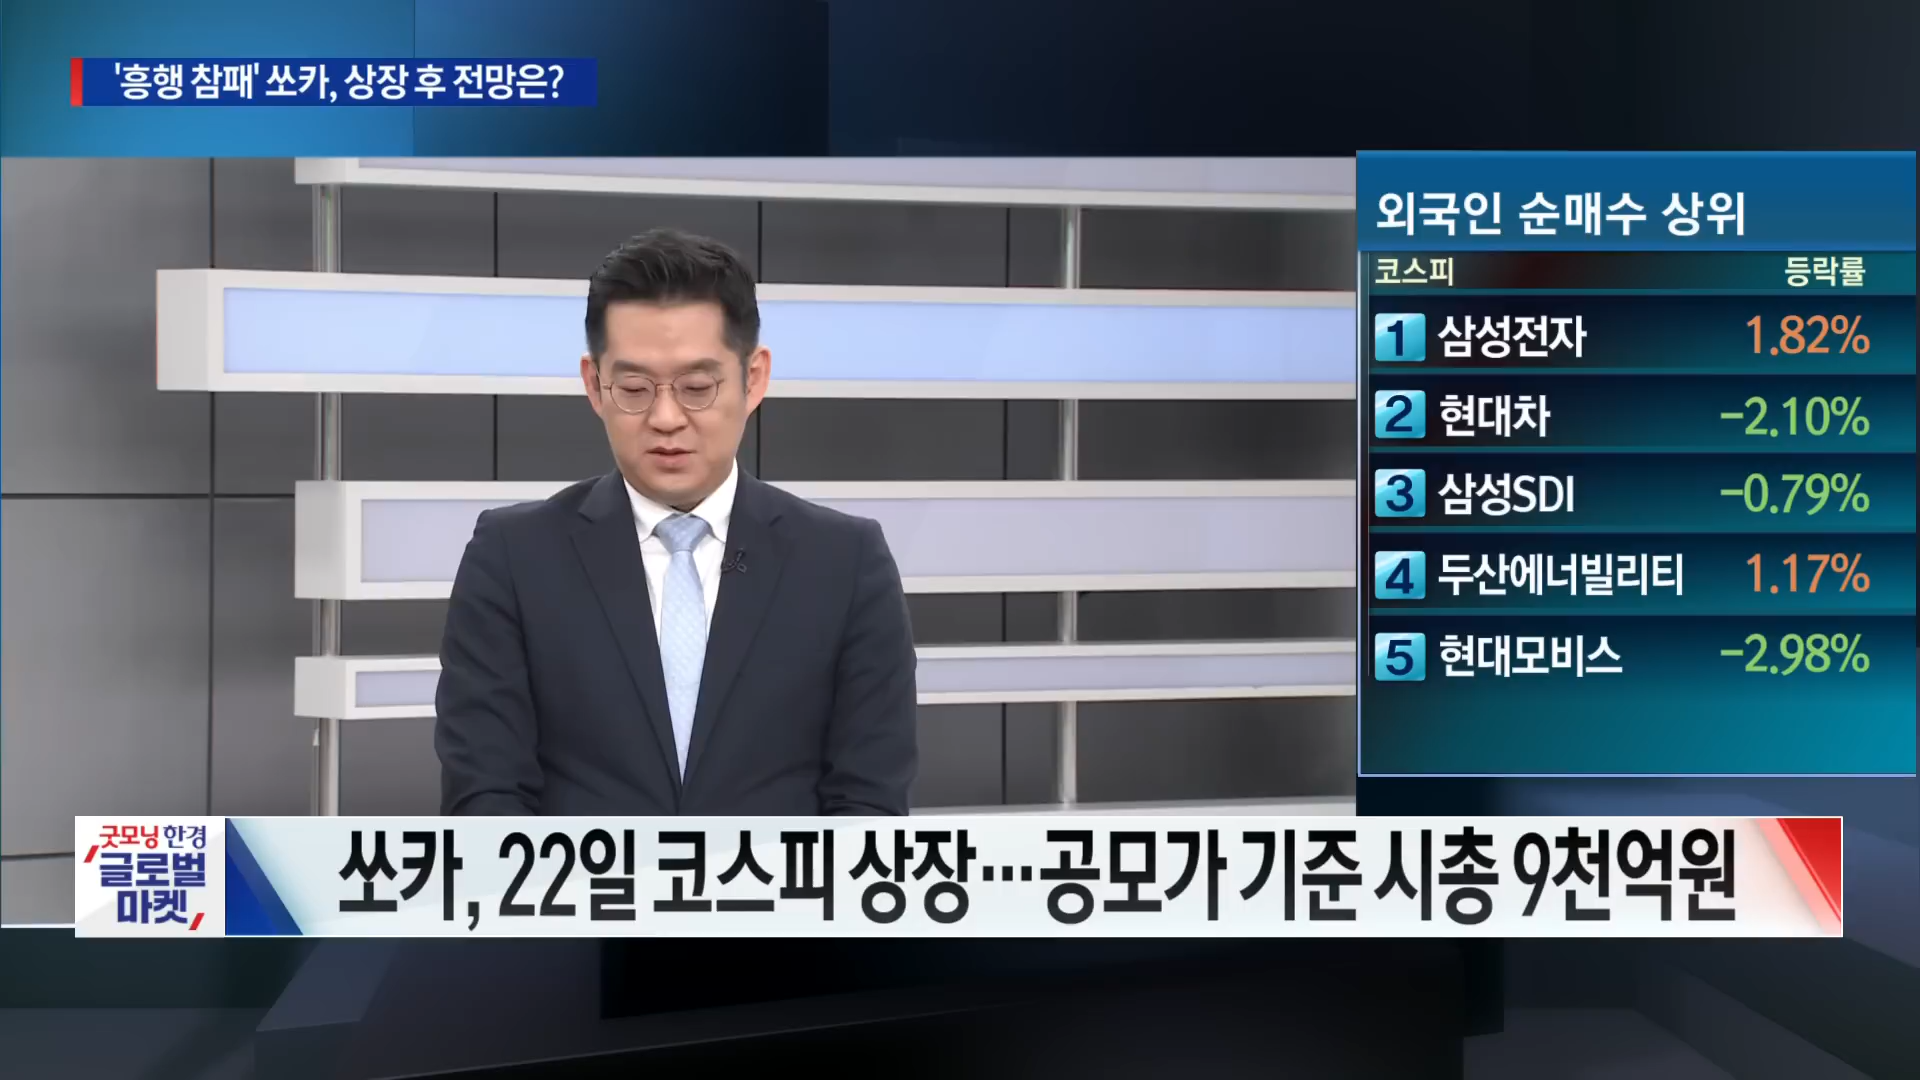 '흥행 참패' 쏘카, 상장 후 전망은?
외국인 순매수 상위
코스피 등락률
1 삼성전자 1.82%
2 현대차 -2.10%
3 삼성SDI -0.79%
4 두산에너빌리티 1.17%
5 현대모비스 -2.98%
굿모닝 한경
글로벌
마켓
쏘카, 22일 코스피 상장…공모가 기준 시총 9천억원